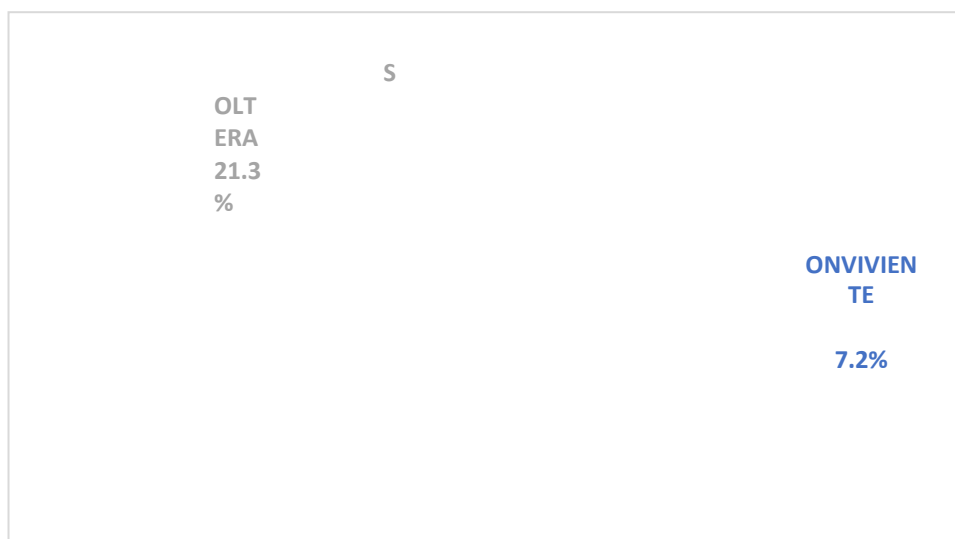 S
OLT
ERA
21.3
%
ONVIVIEN
TE
7.2%